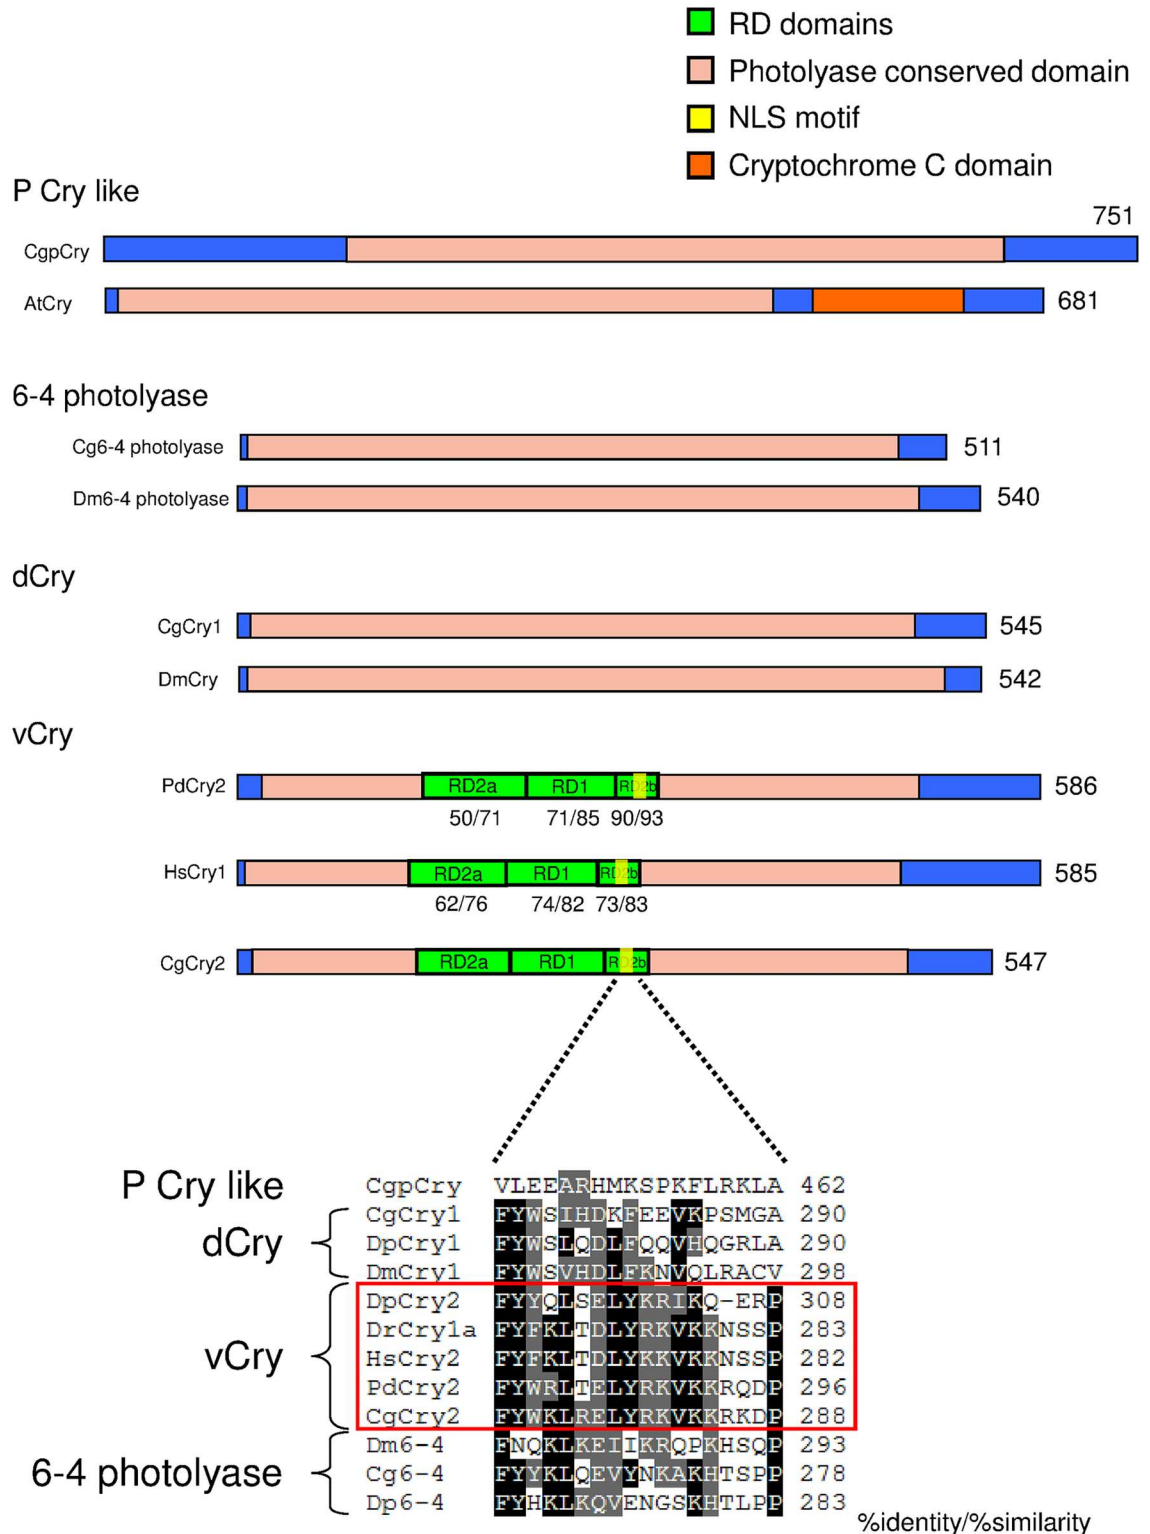 RD domains
Photolyase conserved domain
NLS motif
Cryptochrome C domain
P Cry like
751
CgpCry
AtCry 681
6-4 photolyase
Cg6-4 photolyase 511
Dm6-4 photolyase 540
dCry
CgCry1 545
DmCry 542
vCry
PdCry2 RD2a RD1 RD2b 586
50/71 71/85 90/93
HsCry1 RD2a RD1 RD2b 585
62/76 74/82 73/83
CgCry2 RD2a RD1 RD2b 547
P Cry like CgpCry VLEEARHMKSPKFLRKLA 462
CgCry1 FYWSIHDKFEEVKPSMGA 290
dCry DpCry1 FYWSLQDLFQQVHQGRLA 290
DmCry1 FYWSVHDLFKNVQLRACV 298
DpCry2 FYYQLSELYKRIKQ-ERP 308
DrCry1a FYFKLTDLYRKVKKNSSP 283
vCry HsCry2 FYFKLTDLYKKVKKNSSP 282
PdCry2 FYWRLTELYRKVKKRQDP 296
CgCry2 FYWKLRELYRKVKKRKDP 288
Dm6-4 FNQKLKEIIKRQPKHSQP 293
6-4 photolyase Cg6-4 FYYKLQEVYNKAKHTSPP 278
Dp6-4 FYHKLKQVENGSKHTLPP 283
%identity/%similarity